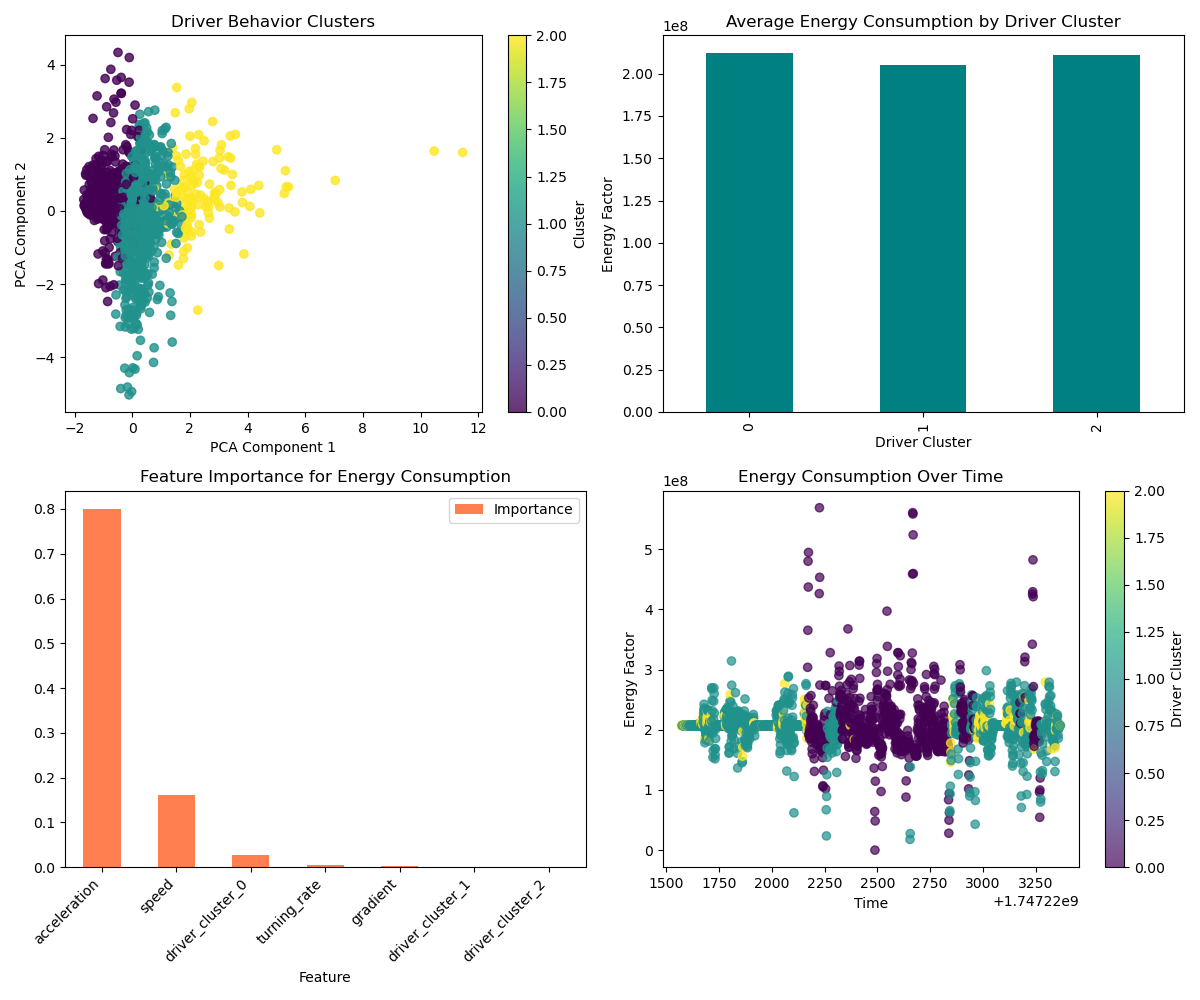 Driver Behavior Clusters
4
2
0
−2
−4
PCA Component 2
−2 0 2 4 6 8 10 12
PCA Component 1
2.00
1.75
1.50
1.25
1.00
0.75
0.50
0.25
0.00
Cluster
Average Energy Consumption by Driver Cluster
1e8
2.00
1.75
1.50
1.25
1.00
0.75
0.50
0.25
0.00
Energy Factor
0 1 2
Driver Cluster
Feature Importance for Energy Consumption
Importance
0.8
0.7
0.6
0.5
0.4
0.3
0.2
0.1
0.0
acceleration
speed
driver_cluster_0
turning_rate
gradient
driver_cluster_1
driver_cluster_2
Feature
Energy Consumption Over Time
1e8
5
4
3
2
1
0
Energy Factor
1500 1750 2000 2250 2500 2750 3000 3250
Time
+1.74722e9
2.00
1.75
1.50
1.25
1.00
0.75
0.50
0.25
0.00
Driver Cluster